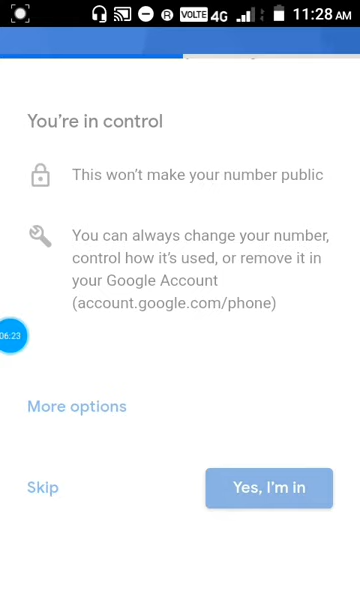 R VOLTE 4G 11:28 AM
You're in control
This won't make your number public
You can always change your number,
control how it's used, or remove it in
your Google Account
(account.google.com/phone)
06:23
More options
Skip
Yes, I'm in